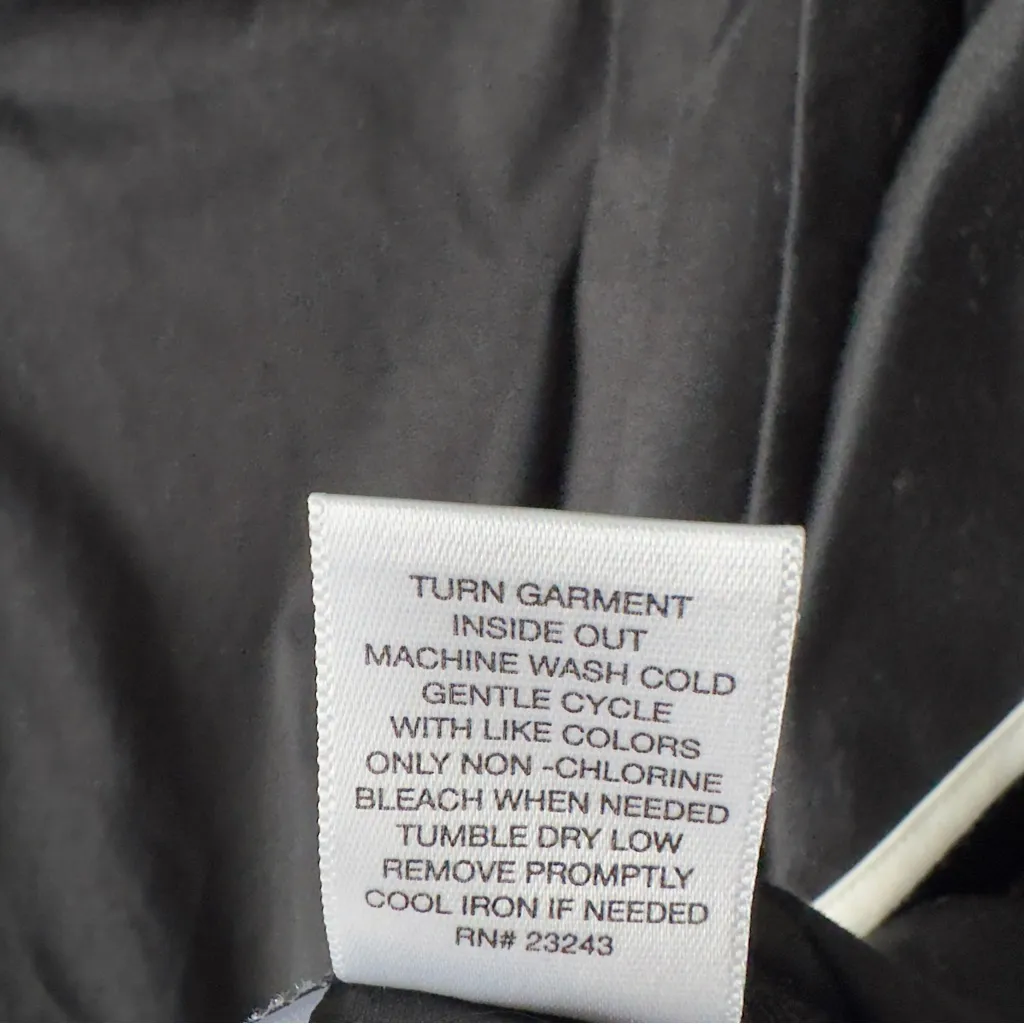 TURN GARMENT
INSIDE OUT
MACHINE WASH COLD
GENTLE CYCLE
WITH LIKE COLORS
ONLY NON -CHLORINE
BLEACH WHEN NEEDED
TUMBLE DRY LOW
REMOVE PROMPTLY
COOL IRON IF NEEDED
RN# 23243